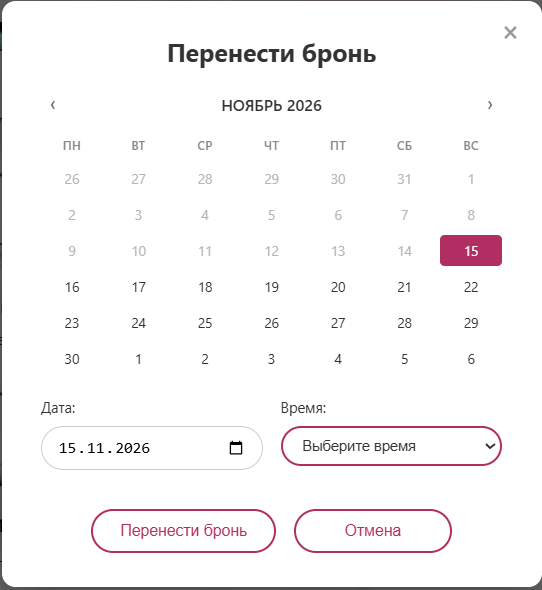 ×
Перенести бронь
‹ НОЯБРЬ 2026 ›
ПН ВТ СР ЧТ ПТ СБ ВС
26 27 28 29 30 31 1
2 3 4 5 6 7 8
9 10 11 12 13 14 15
16 17 18 19 20 21 22
23 24 25 26 27 28 29
30 1 2 3 4 5 6
Дата: Время:
15.11.2026 Выберите время
Перенести бронь Отмена